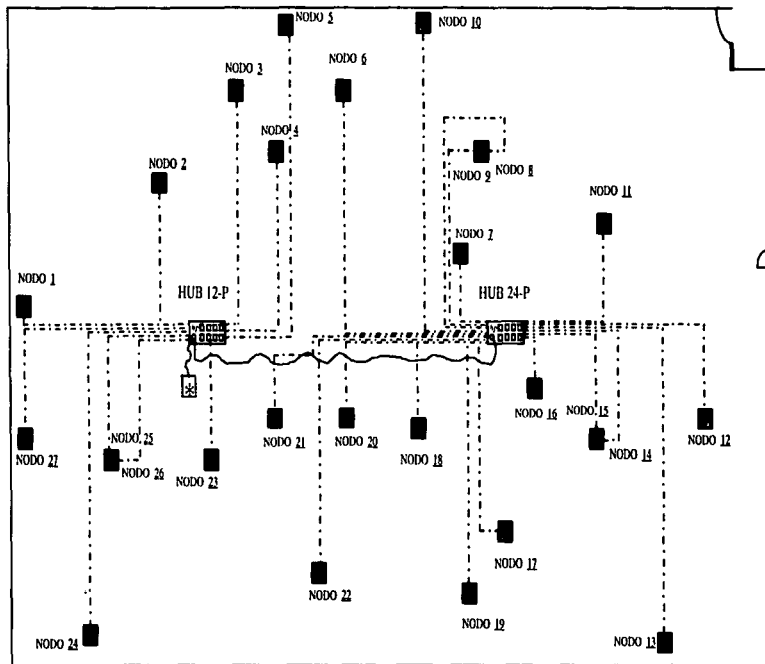 NODO 5
NODO 10
NODO 3
NODO 6
NODO 4
NODO 2
NODO 9
NODO 8
NODO 11
NODO 7
NODO 1
HUB 12-P
HUB 24-P
NODO 16
NODO 15
NODO 14
NODO 12
NODO 27
NODO 25
NODO 26
NODO 23
NODO 21
NODO 20
NODO 18
NODO 17
NODO 22
NODO 19
NODO 24
NODO 13